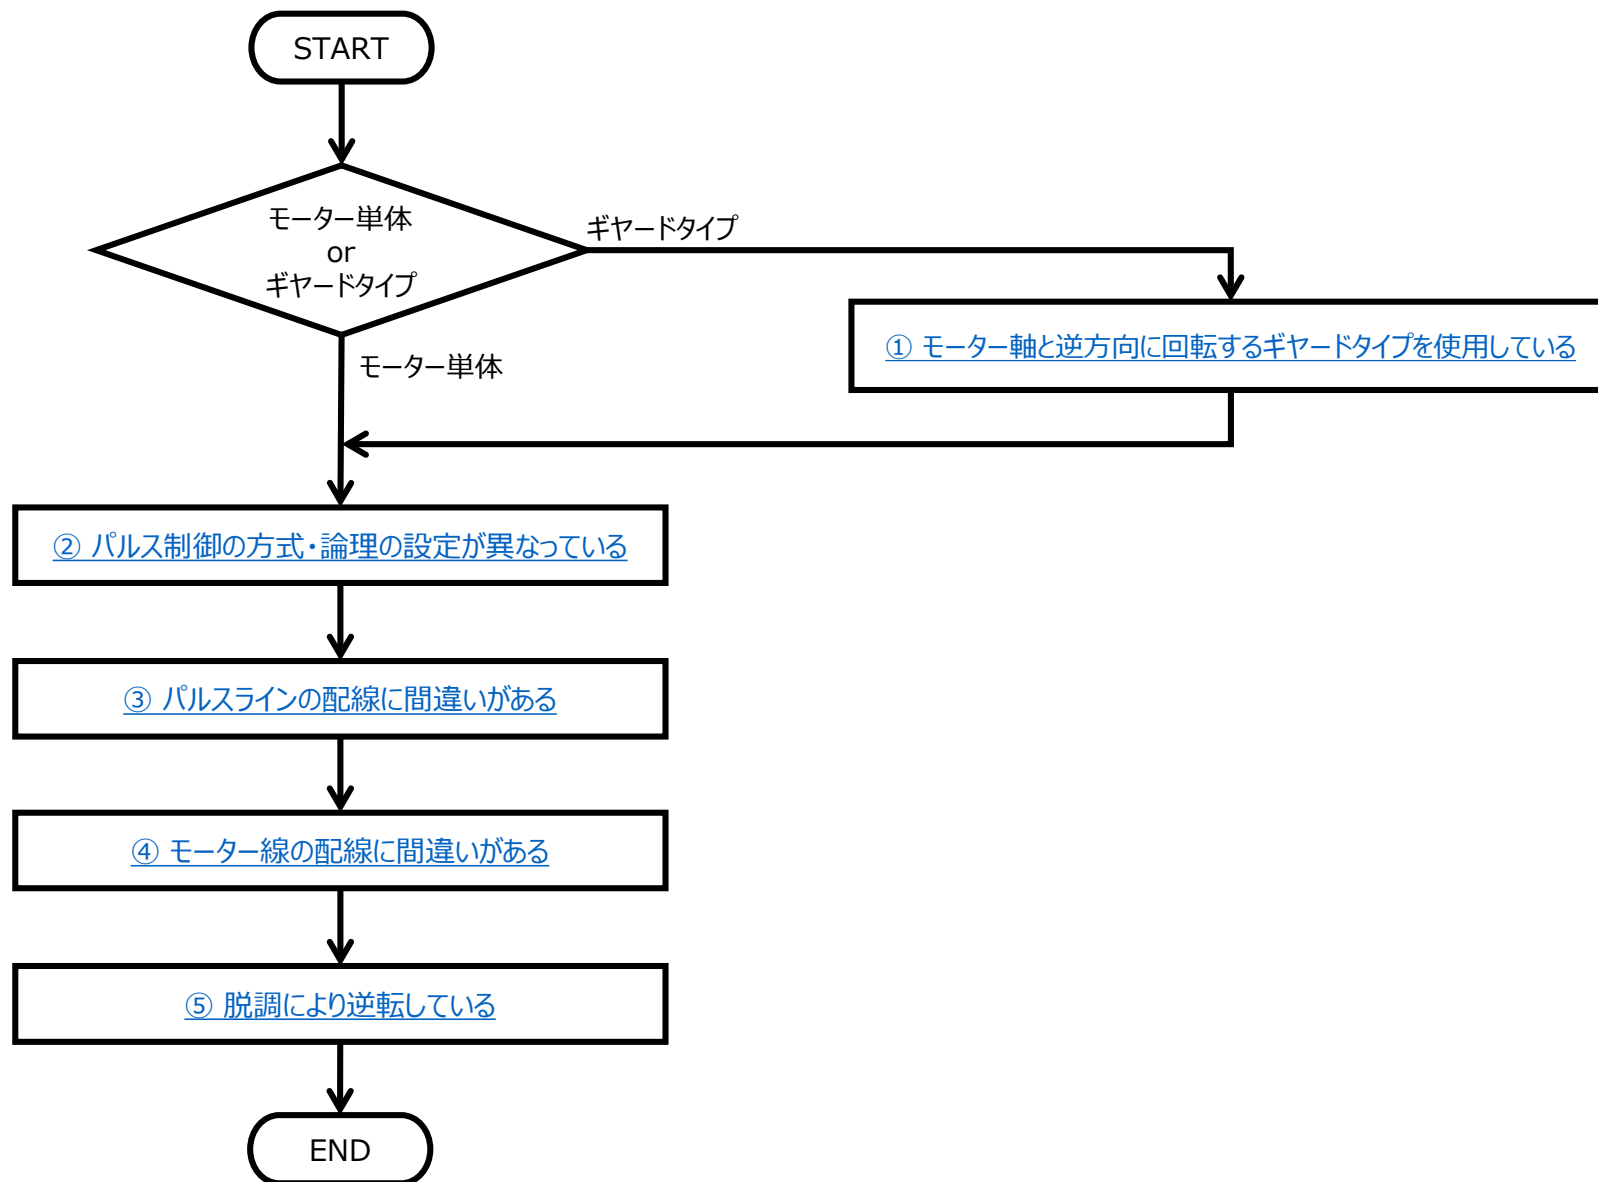 START
モーター単体
or
ギヤードタイプ
ギヤードタイプ
① モーター軸と逆方向に回転するギヤードタイプを使用している
モーター単体
② パルス制御の方式・論理の設定が異なっている
③ パルスラインの配線に間違いがある
④ モーター線の配線に間違いがある
⑤ 脱調により逆転している
END